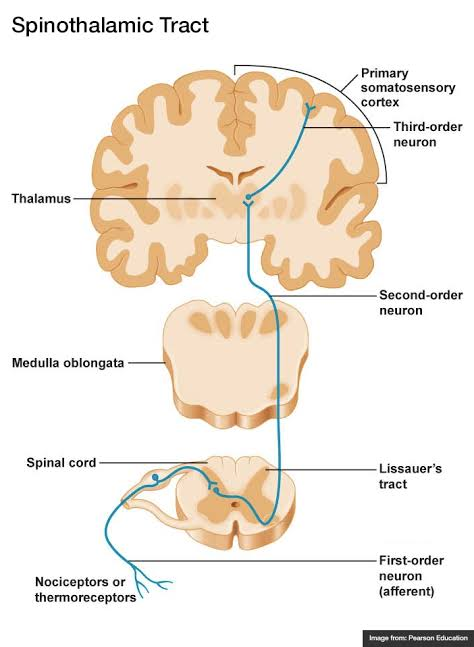 Spinothalamic Tract
Primary
somatosensory
cortex
Third-order
neuron
Thalamus
Second-order
neuron
Medulla oblongata
Spinal cord
Lissauer's
tract
First-order
neuron
(afferent)
Nociceptors or
thermoreceptors
Image from: Pearson Education